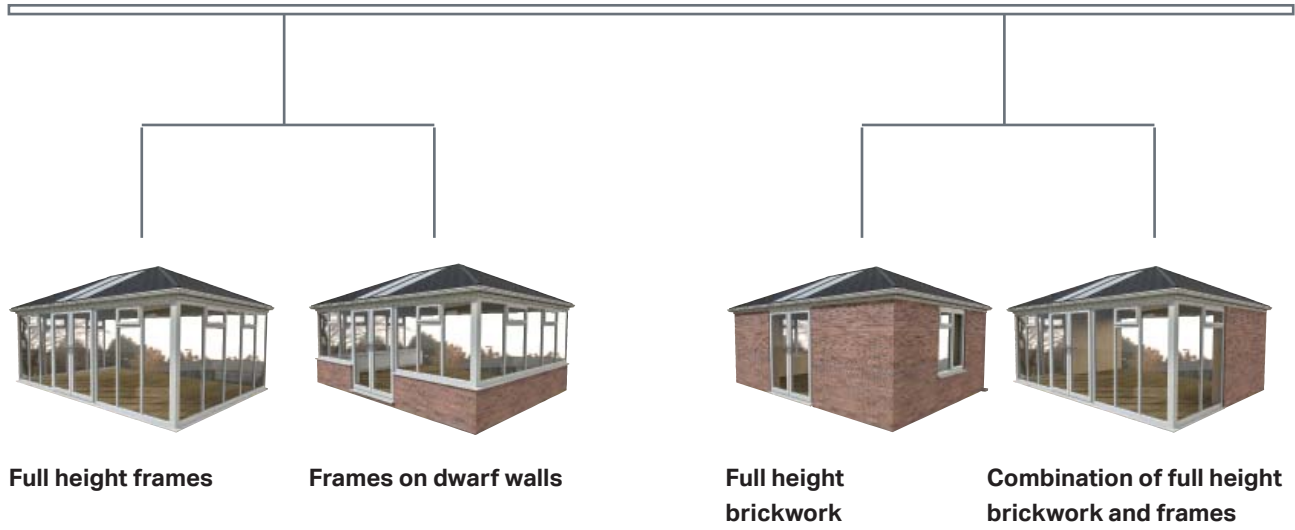 Full height frames
Frames on dwarf walls
Full height
brickwork
Combination of full height
brickwork and frames